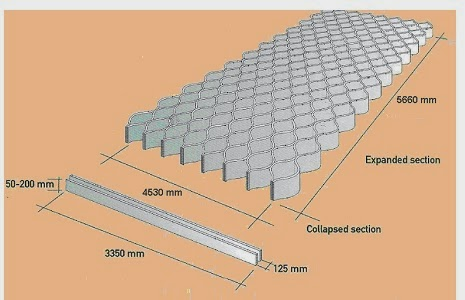 5660 mm
Expanded section
50-200 mm
4530 mm
Collapsed section
3350 mm
125 mm